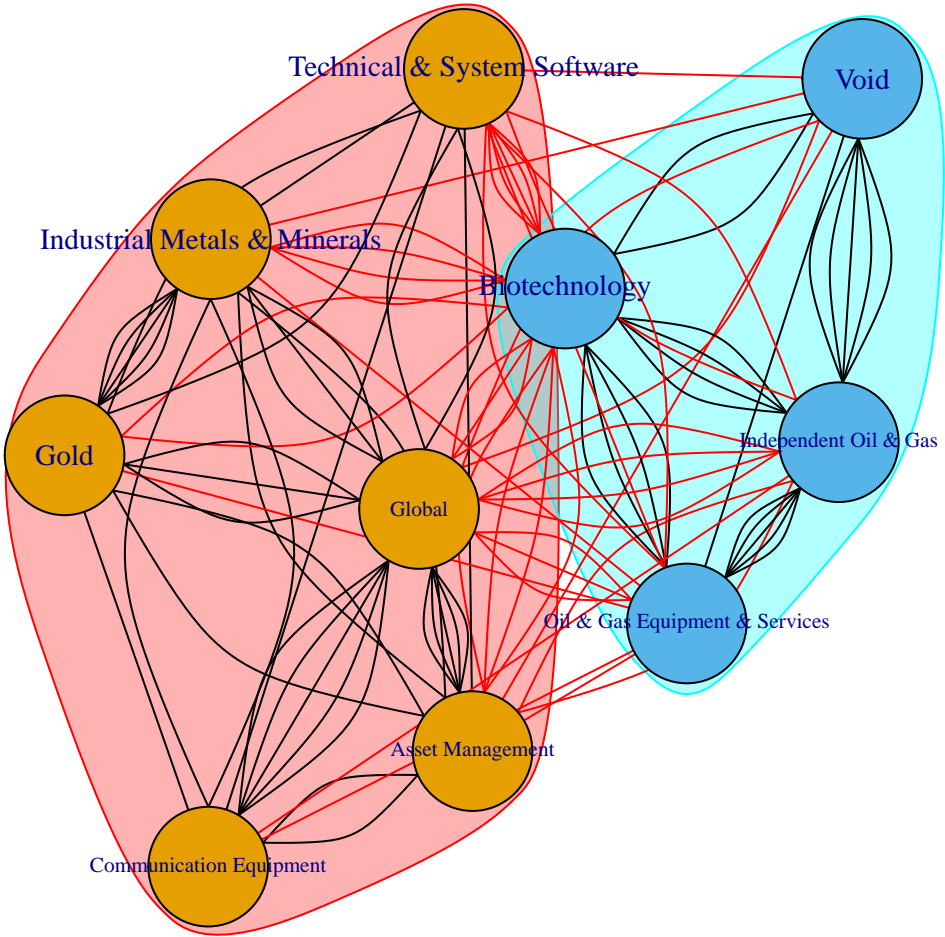 Technical & System Software
Void
Industrial Metals & Minerals
Biotechnology
Independent Oil & Gas
Gold
Global
Oil & Gas Equipment & Services
Asset Management
Communication Equipment